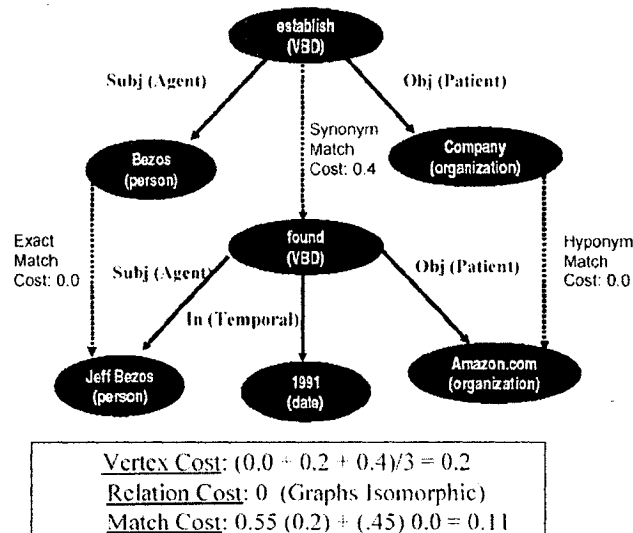 establish
(VBD)
Subj (Agent)
Obj (Patient)
Bezos
(person)
Synonym
Match
Cost: 0.4
Company
(organization)
Exact
Match
Cost: 0.0
found
(VBD)
Hyponym
Match
Cost: 0.0
Subj (Agent)
Obj (Patient)
In (Temporal)
Jeff Bezos
(person)
1991
(date)
Amazon.com
(organization)
Vertex Cost: (0.0 + 0.2 + 0.4)/3 = 0.2
Relation Cost: 0 (Graphs Isomorphic)
Match Cost: 0.55 (0.2) + (.45) 0.0 = 0.11